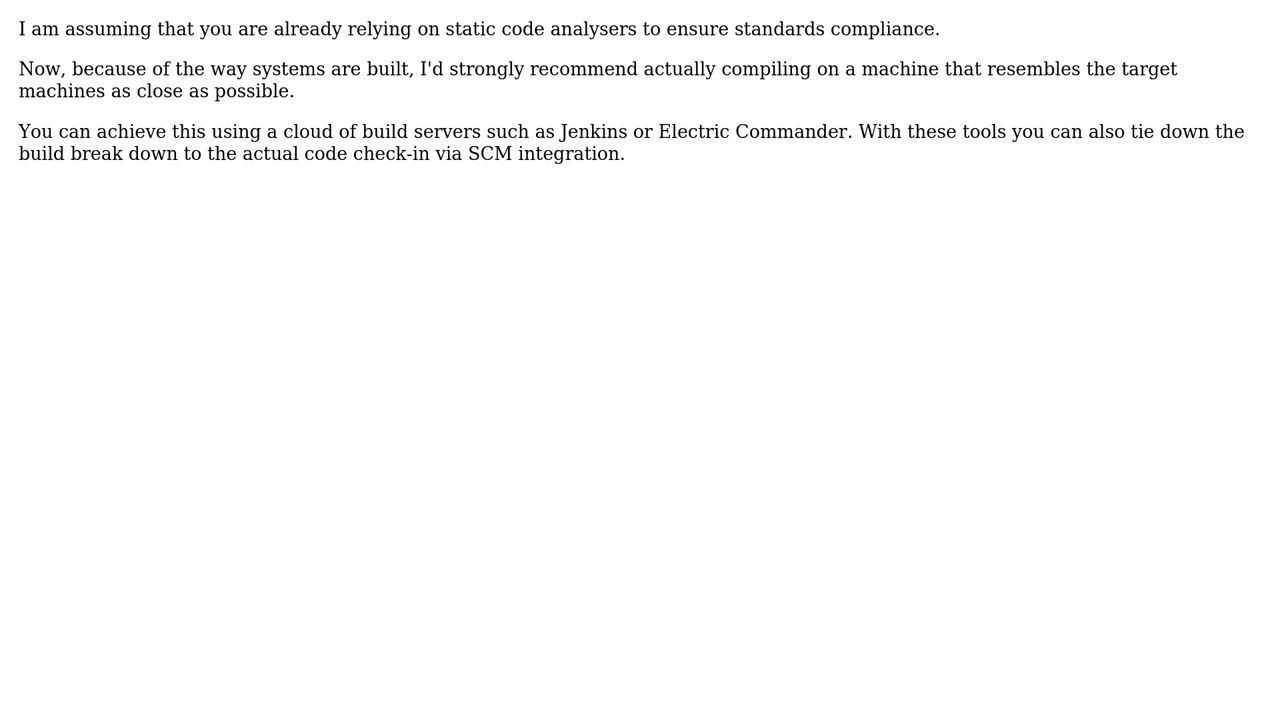 I am assuming that you are already relying on static code analysers to ensure standards compliance.
Now, because of the way systems are built, I'd strongly recommend actually compiling on a machine that resembles the target
machines as close as possible.
You can achieve this using a cloud of build servers such as Jenkins or Electric Commander. With these tools you can also tie down the
build break down to the actual code check-in via SCM integration.